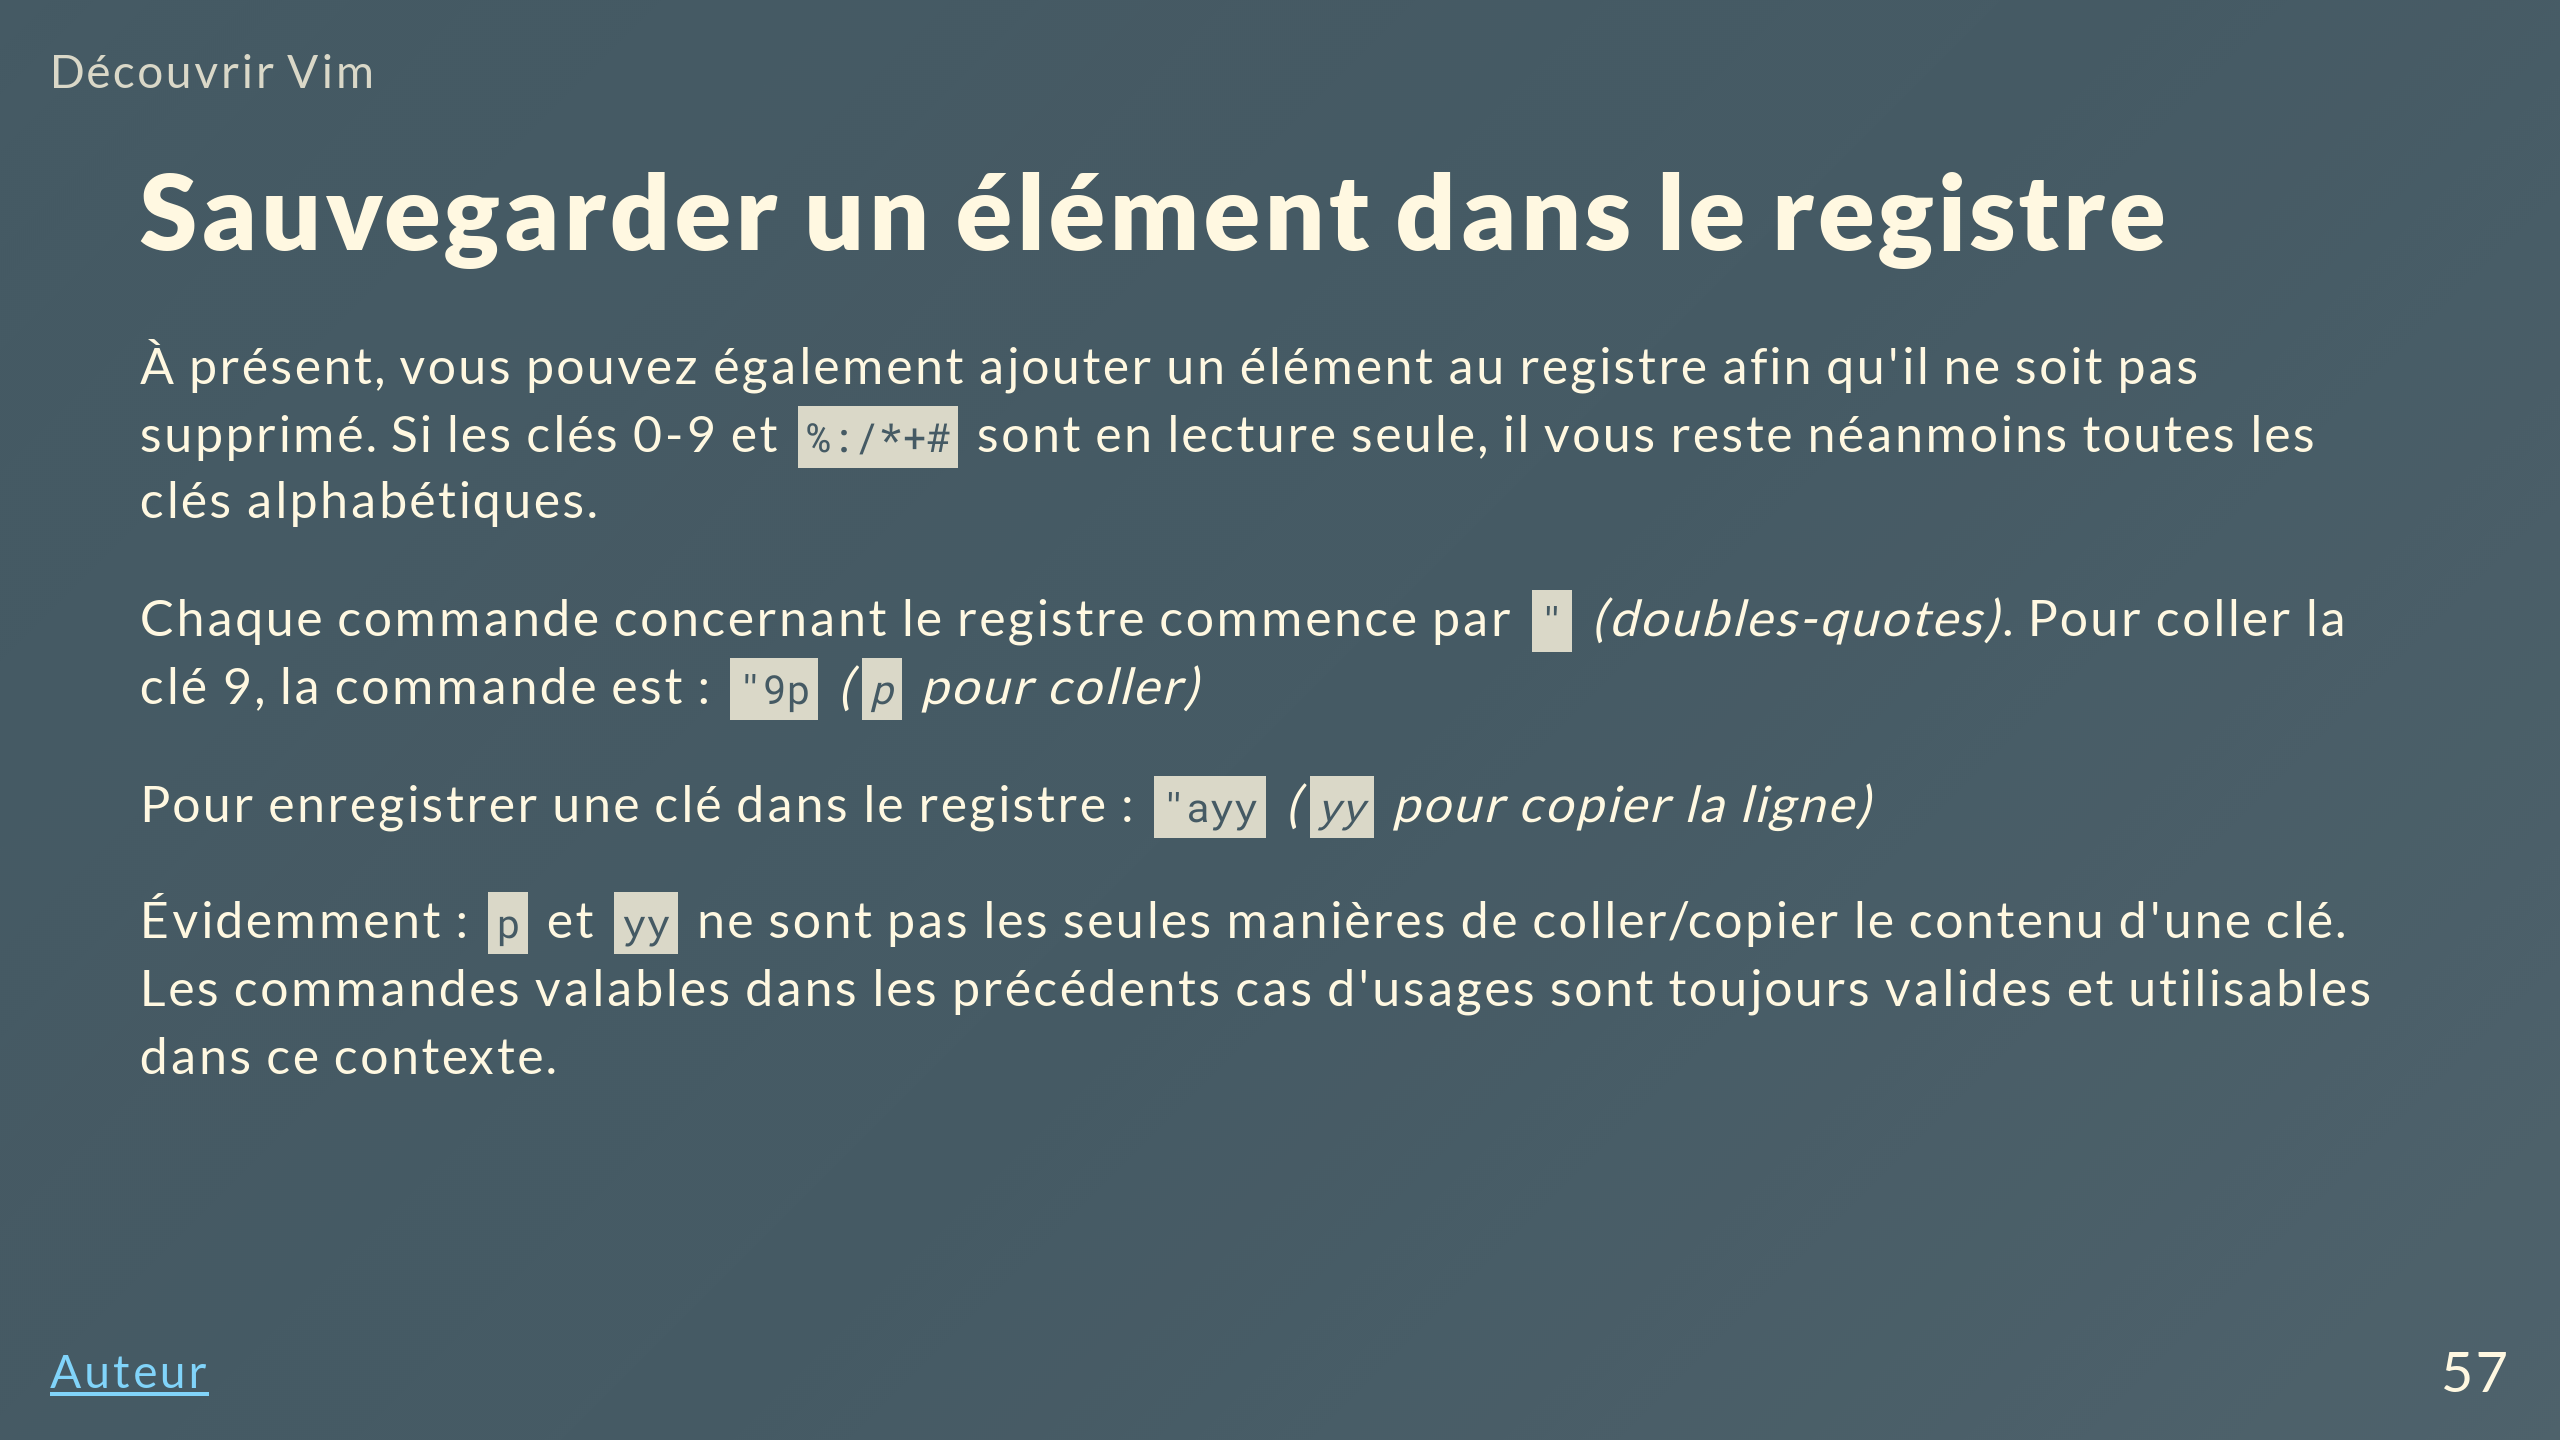 Découvrir Vim
Sauvegarder un élément dans le registre
À présent, vous pouvez également ajouter un élément au registre afin qu'il ne soit pas
supprimé. Si les clés 0-9 et %:/*+# sont en lecture seule, il vous reste néanmoins toutes les
clés alphabétiques.
Chaque commande concernant le registre commence par " (doubles-quotes). Pour coller la
clé 9, la commande est : "9p (p pour coller)
Pour enregistrer une clé dans le registre : "ayy (yy pour copier la ligne)
Évidemment : p et yy ne sont pas les seules manières de coller/copier le contenu d'une clé.
Les commandes valables dans les précédents cas d'usages sont toujours valides et utilisables
dans ce contexte.
Auteur
57